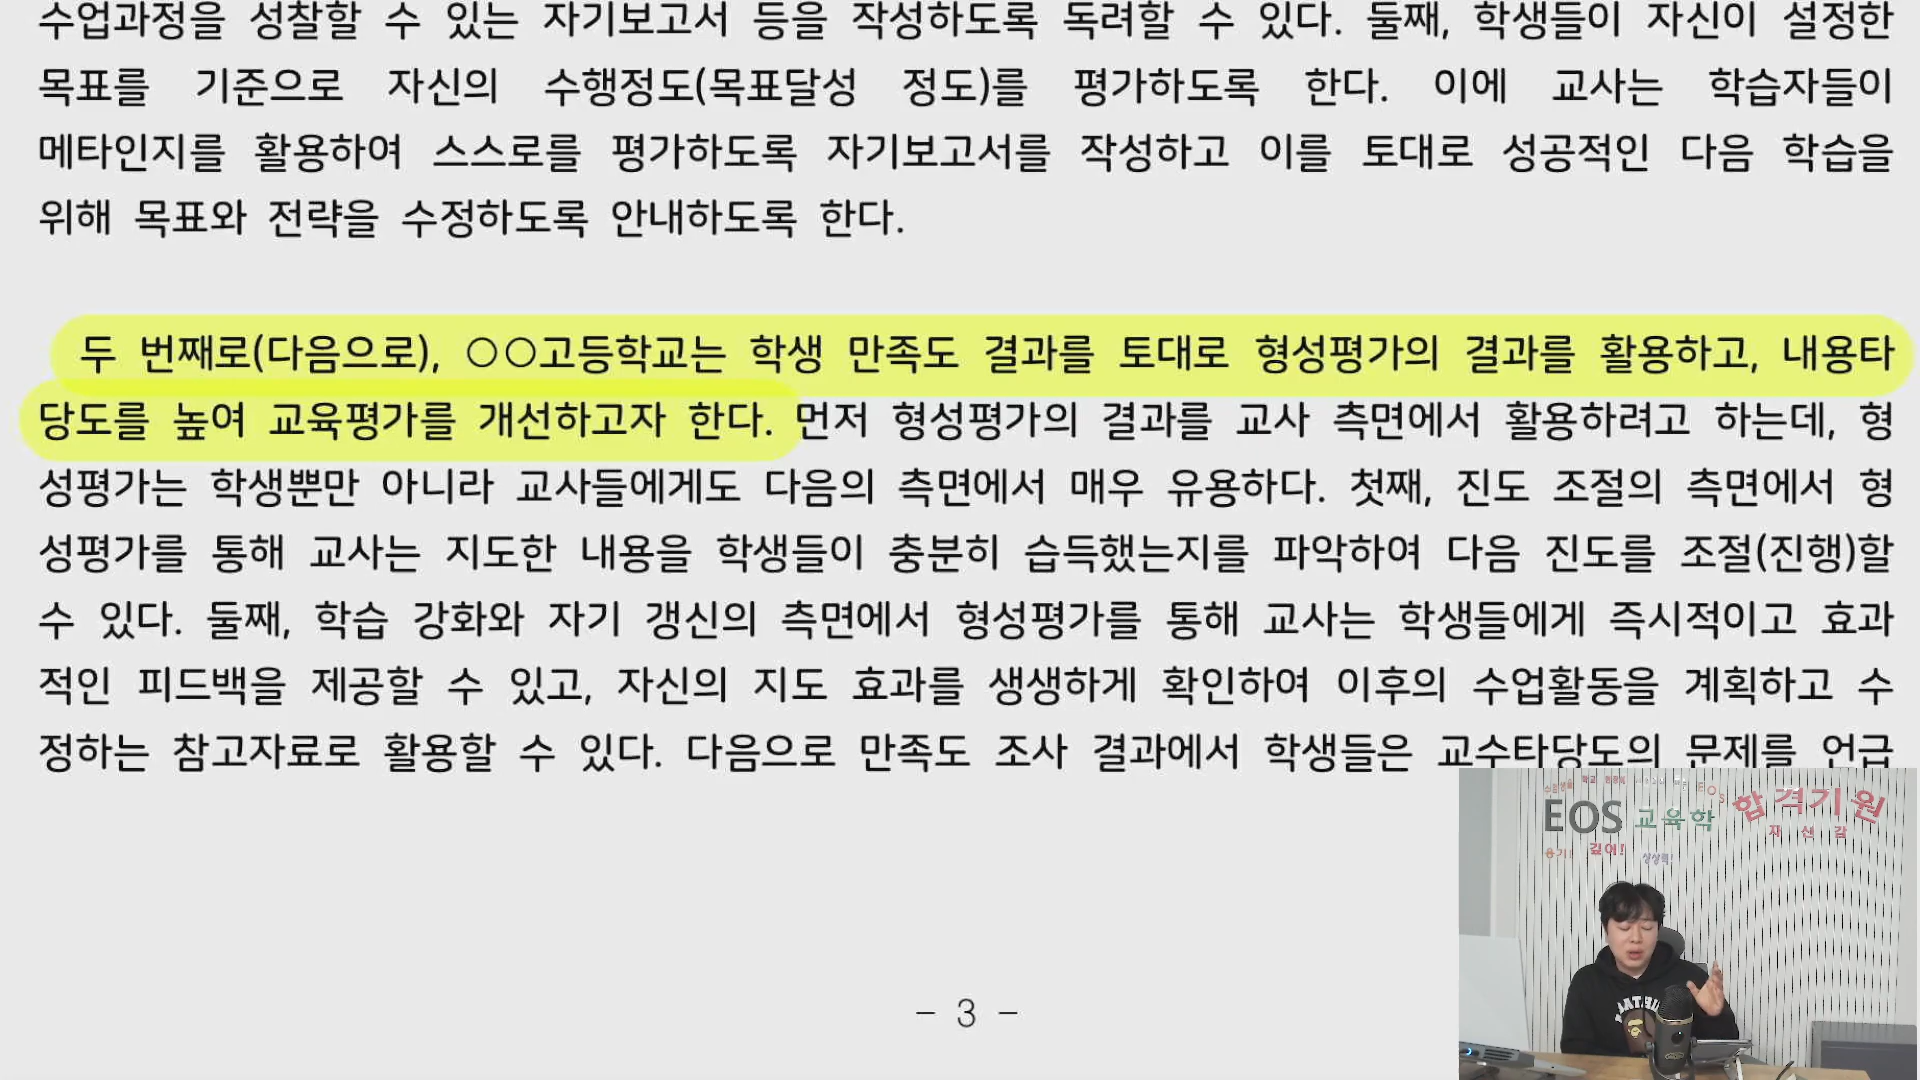 수업과정을 성찰할 수 있는 자기보고서 등을 작성하도록 독려할 수 있다. 둘째, 학생들이 자신이 설정한
목표를 기준으로 자신의 수행정도(목표달성 정도)를 평가하도록 한다. 이에 교사는 학습자들이
메타인지를 활용하여 스스로를 평가하도록 자기보고서를 작성하고 이를 토대로 성공적인 다음 학습을
위해 목표와 전략을 수정하도록 안내하도록 한다.
두 번째로(다음으로), ○○고등학교는 학생 만족도 결과를 토대로 형성평가의 결과를 활용하고, 내용타
당도를 높여 교육평가를 개선하고자 한다. 먼저 형성평가의 결과를 교사 측면에서 활용하려고 하는데, 형
성평가는 학생뿐만 아니라 교사들에게도 다음의 측면에서 매우 유용하다. 첫째, 진도 조절의 측면에서 형
성평가를 통해 교사는 지도한 내용을 학생들이 충분히 습득했는지를 파악하여 다음 진도를 조절(진행)할
수 있다. 둘째, 학습 강화와 자기 갱신의 측면에서 형성평가를 통해 교사는 학생들에게 즉시적이고 효과
적인 피드백을 제공할 수 있고, 자신의 지도 효과를 생생하게 확인하여 이후의 수업활동을 계획하고 수
정하는 참고자료로 활용할 수 있다. 다음으로 만족도 조사 결과에서 학생들은 교수타당도의 문제를 언급
- 3 -
EOS 교육학
합격기원
자신감
용기!
깊이!